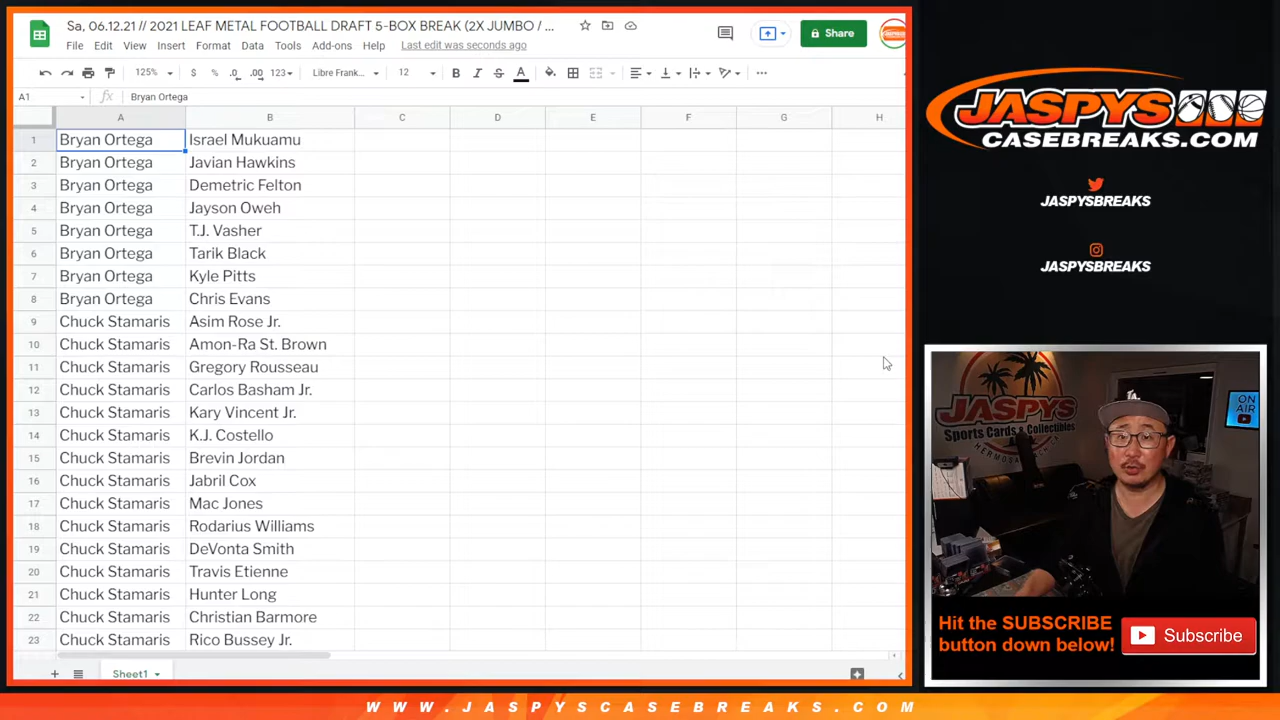 Sa, 06.12.21 // 2021 LEAF METAL FOOTBALL DRAFT 5-BOX BREAK (2X JUMBO / ...
File Edit View Insert Format Data Tools Add-ons Help Last edit was seconds ago
Share
125% $ % .0 .00 123 Libre Frank... 12 B I S A
A1 fx Bryan Ortega
A B C D E F G H
1 Bryan Ortega Israel Mukuamu
2 Bryan Ortega Javian Hawkins
3 Bryan Ortega Demetric Felton
4 Bryan Ortega Jayson Oweh
5 Bryan Ortega T.J. Vasher
6 Bryan Ortega Tarik Black
7 Bryan Ortega Kyle Pitts
8 Bryan Ortega Chris Evans
9 Chuck Stamaris Asim Rose Jr.
10 Chuck Stamaris Amon-Ra St. Brown
11 Chuck Stamaris Gregory Rousseau
12 Chuck Stamaris Carlos Basham Jr.
13 Chuck Stamaris Kary Vincent Jr.
14 Chuck Stamaris K.J. Costello
15 Chuck Stamaris Brevin Jordan
16 Chuck Stamaris Jabril Cox
17 Chuck Stamaris Mac Jones
18 Chuck Stamaris Rodarius Williams
19 Chuck Stamaris DeVonta Smith
20 Chuck Stamaris Travis Etienne
21 Chuck Stamaris Hunter Long
22 Chuck Stamaris Christian Barmore
23 Chuck Stamaris Rico Bussey Jr.
Sheet1
JASPYS
CASEBREAKS.COM
JASPYSBREAKS
JASPYSBREAKS
JASPYS
Sports Cards & Collectibles
HERMOSA BEACH, CA
ON
AIR
LA
Hit the SUBSCRIBE
button down below!
Subscribe
WWW.JASPYSCASEBREAKS.COM